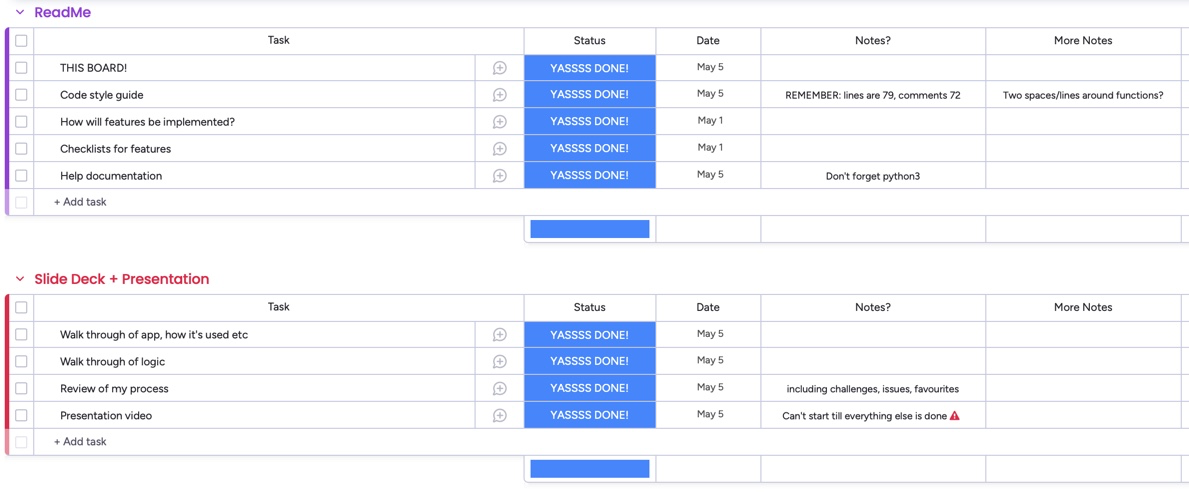 ReadMe
Task Status Date Notes? More Notes
THIS BOARD! YASSSS DONE! May 5
Code style guide YASSSS DONE! May 5 REMEMBER: lines are 79, comments 72 Two spaces/lines around functions?
How will features be implemented? YASSSS DONE! May 1
Checklists for features YASSSS DONE! May 1
Help documentation YASSSS DONE! May 5 Don't forget python3
+ Add task
Slide Deck + Presentation
Task Status Date Notes? More Notes
Walk through of app, how it's used etc YASSSS DONE! May 5
Walk through of logic YASSSS DONE! May 5
Review of my process YASSSS DONE! May 5 including challenges, issues, favourites
Presentation video YASSSS DONE! May 5 Can't start till everything else is done
+ Add task